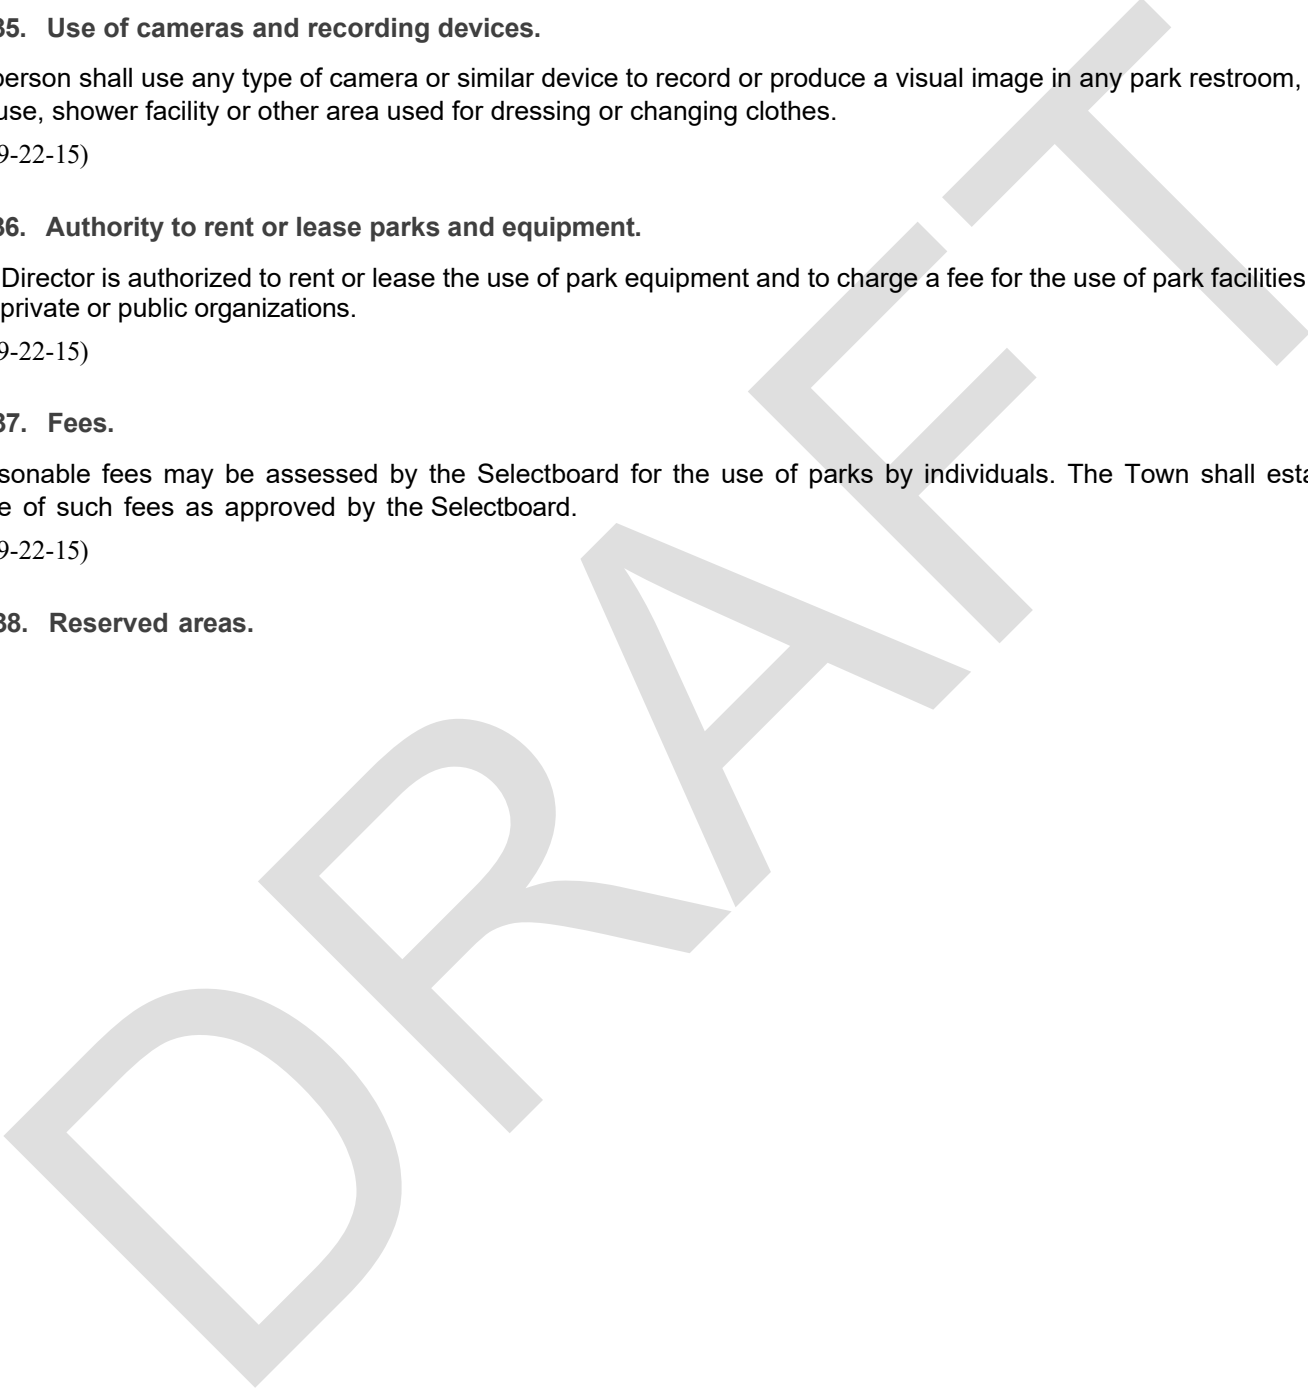 35. Use of cameras and recording devices.
person shall use any type of camera or similar device to record or produce a visual image in any park restroom,
use, shower facility or other area used for dressing or changing clothes.
9-22-15)
36. Authority to rent or lease parks and equipment.
Director is authorized to rent or lease the use of park equipment and to charge a fee for the use of park facilities
private or public organizations.
9-22-15)
37. Fees.
sonable fees may be assessed by the Selectboard for the use of parks by individuals. The Town shall esta
e of such fees as approved by the Selectboard.
9-22-15)
38. Reserved areas.
DRAFT